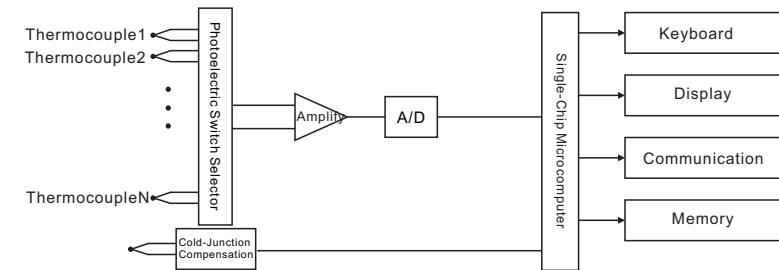 Thermocouple1
Thermocouple2
ThermocoupleN
Photoelectric Switch Selector
Amplify
A/D
Single-Chip Microcomputer
Keyboard
Display
Communication
Memory
Cold-Junction
Compensation